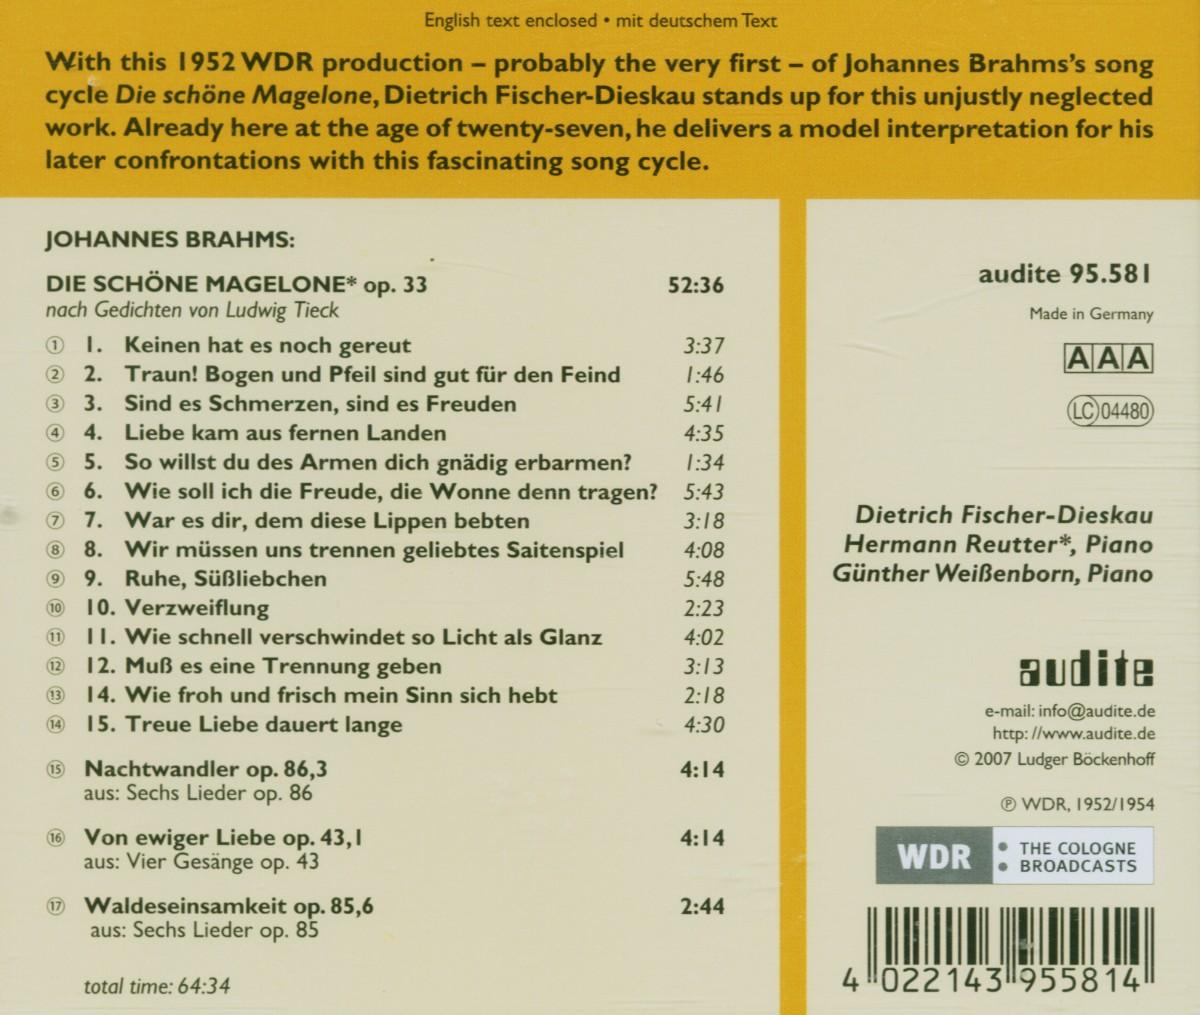 English text enclosed • mit deutschem Text
With this 1952 WDR production – probably the very first – of Johannes Brahms's song
cycle Die schöne Magelone, Dietrich Fischer-Dieskau stands up for this unjustly neglected
work. Already here at the age of twenty-seven, he delivers a model interpretation for his
later confrontations with this fascinating song cycle.
JOHANNES BRAHMS:
DIE SCHÖNE MAGELONE* op. 33 52:36
nach Gedichten von Ludwig Tieck
① 1. Keinen hat es noch gereut 3:37
② 2. Traun! Bogen und Pfeil sind gut für den Feind 1:46
③ 3. Sind es Schmerzen, sind es Freuden 5:41
④ 4. Liebe kam aus fernen Landen 4:35
⑤ 5. So willst du des Armen dich gnädig erbarmen? 1:34
⑥ 6. Wie soll ich die Freude, die Wonne denn tragen? 5:43
⑦ 7. War es dir, dem diese Lippen bebten 3:18
⑧ 8. Wir müssen uns trennen geliebtes Saitenspiel 4:08
⑨ 9. Ruhe, Süßliebchen 5:48
⑩ 10. Verzweiflung 2:23
⑪ 11. Wie schnell verschwindet so Licht als Glanz 4:02
⑫ 12. Muß es eine Trennung geben 3:13
⑬ 14. Wie froh und frisch mein Sinn sich hebt 2:18
⑭ 15. Treue Liebe dauert lange 4:30
⑮ Nachtwandler op. 86,3 4:14
aus: Sechs Lieder op. 86
⑯ Von ewiger Liebe op. 43,1 4:14
aus: Vier Gesänge op. 43
⑰ Waldeseinsamkeit op. 85,6 2:44
aus: Sechs Lieder op. 85
total time: 64:34
audite 95.581
Made in Germany
AAA
LC 04480
Dietrich Fischer-Dieskau
Hermann Reutter*, Piano
Günther Weißenborn, Piano
audite
e-mail: info@audite.de
http://www.audite.de
© 2007 Ludger Böckenhoff
℗ WDR, 1952/1954
WDR : THE COLOGNE
BROADCASTS
4 022143 955814